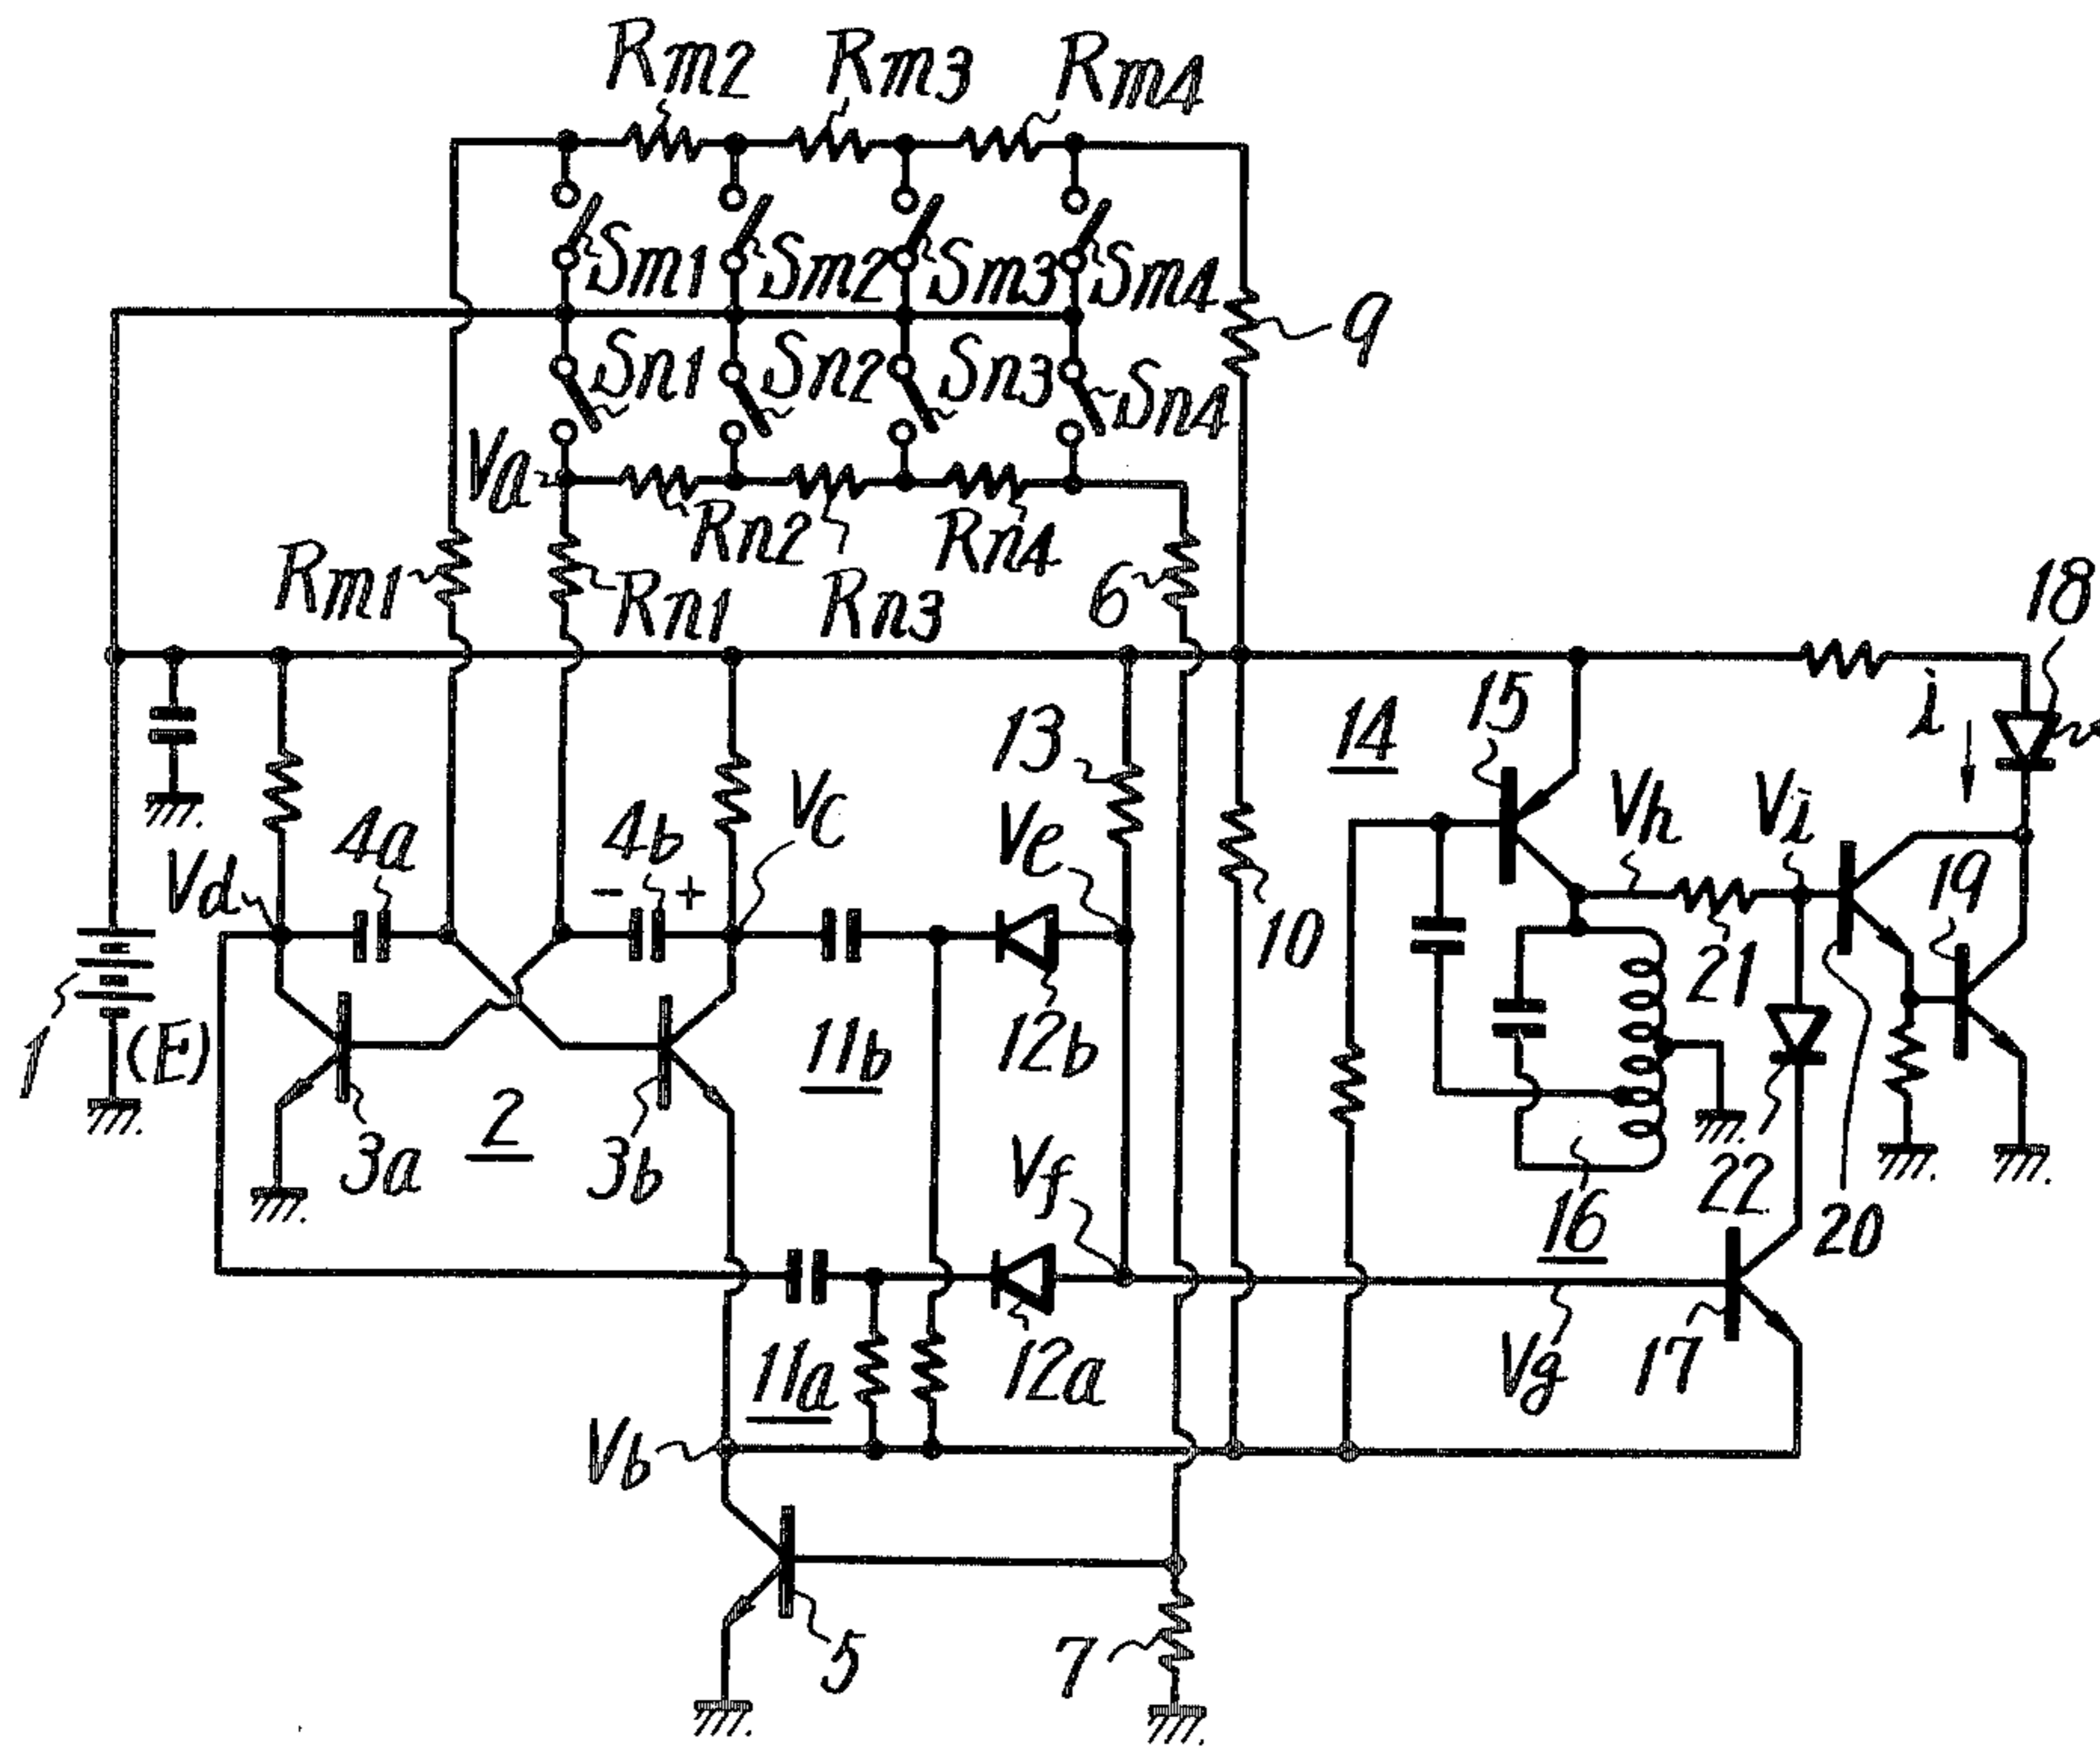 Rm2 Rm3 Rm4
Sm1 Sm2 Sm3 Sm4
9
Sn1 Sn2 Sn3 Sn4
Va
Rn2 Rn4
Rm1 Rn1 Rn3 6
18
13 14 15 i
4a 4b Vc Ve Vh Vi
Vd - + 19
10
21
1 (E) 11b 12b
2
3a 3b Vf
16 22 20
11a 12a Vg 17
Vb
5 7